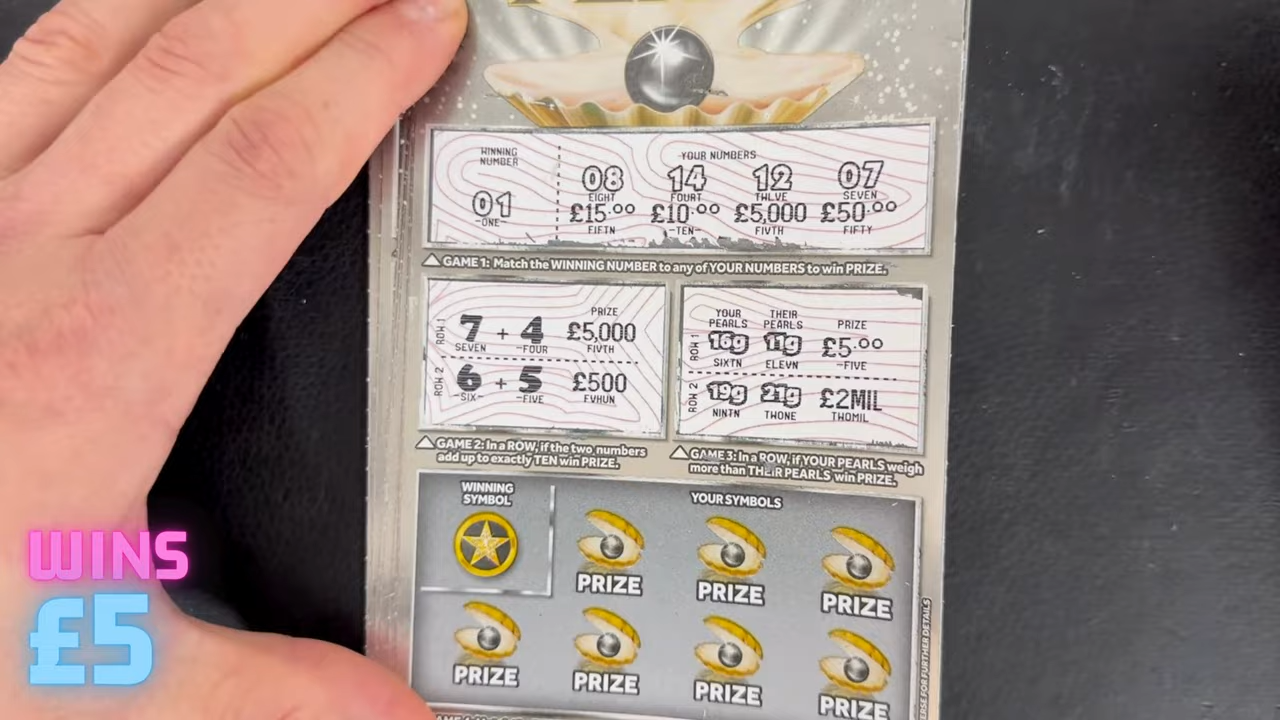 WINNING NUMBER
YOUR NUMBERS
01
-ONE-
08 14 12 07
EIGHT FOURT TWLVE SEVEN
£15.00 £10.00 £5,000 £50.00
FIFTN -TEN- FIVTH FIFTY
GAME 1: Match the WINNING NUMBER to any of YOUR NUMBERS to win PRIZE.
PRIZE
ROW 1
7 + 4 £5,000
SEVEN -FOUR FIVTH
ROW 2
6 + 5 £500
-SIX- -FIVE FVHUN
GAME 2: In a ROW, if the two numbers
add up to exactly TEN win PRIZE.
YOUR PEARLS THEIR PEARLS PRIZE
ROW 1
16g 11g £5.00
SIXTN ELEVN -FIVE
ROW 2
19g 21g £2MIL
NINTN TWONE TWOMIL
GAME 3: In a ROW, if YOUR PEARLS weigh
more than THEIR PEARLS win PRIZE.
WINNING
SYMBOL
YOUR SYMBOLS
PRIZE PRIZE PRIZE
PRIZE PRIZE PRIZE PRIZE
ERSE FOR FURTHER DETAILS
WINS
£5